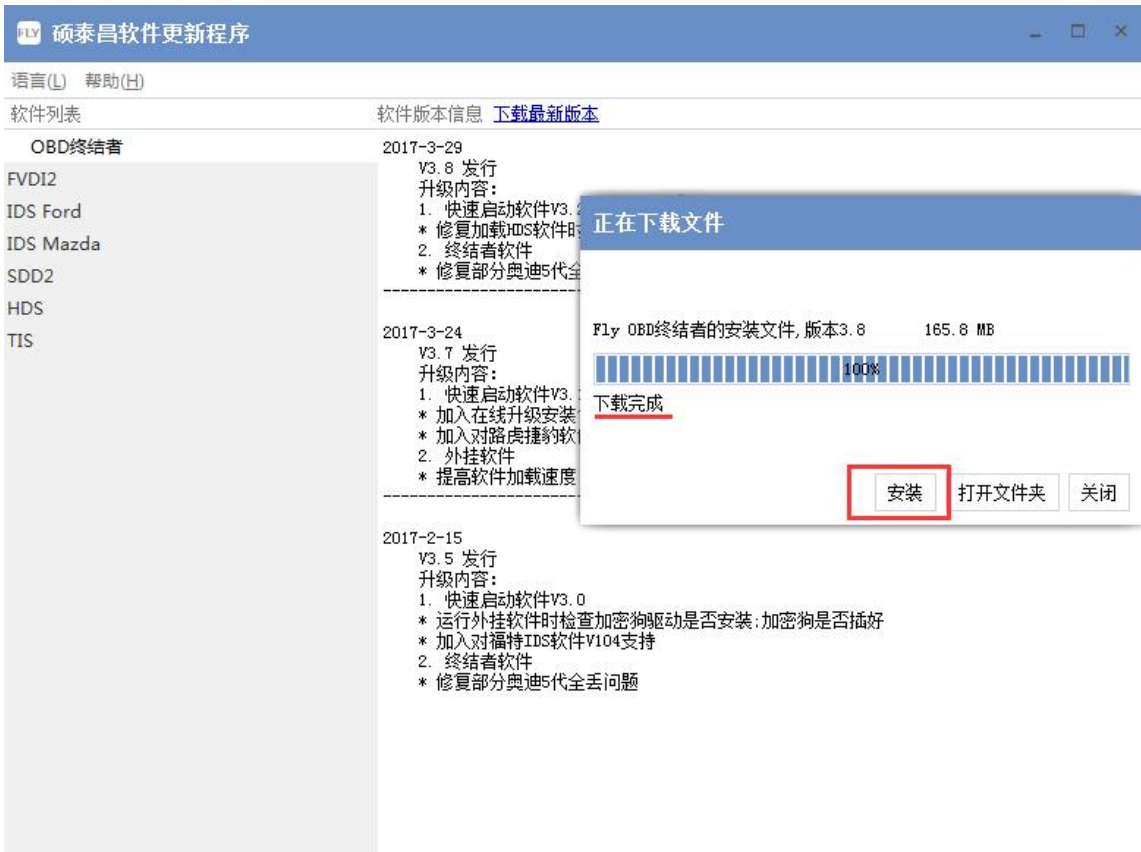 FLY 硕泰昌软件更新程序
语言(L) 帮助(H)
软件列表
软件版本信息 下载最新版本
OBD终结者
FVDI2
IDS Ford
IDS Mazda
SDD2
HDS
TIS
2017-3-29
V3.8 发行
升级内容:
1. 快速启动软件V3.
* 修复加载HDS软件时
2. 终结者软件
* 修复部分奥迪5代全
2017-3-24
V3.7 发行
升级内容:
1. 快速启动软件V3.
* 加入在线升级安装
* 加入对路虎捷豹软
2. 外挂软件
* 提高软件加载速度
2017-2-15
V3.5 发行
升级内容:
1. 快速启动软件V3.0
* 运行外挂软件时检查加密狗驱动是否安装;加密狗是否插好
* 加入对福特IDS软件V104支持
2. 终结者软件
* 修复部分奥迪5代全丢问题
正在下载文件
Fly OBD终结者的安装文件,版本3.8 165.8 MB
100%
下载完成
安装 打开文件夹 关闭